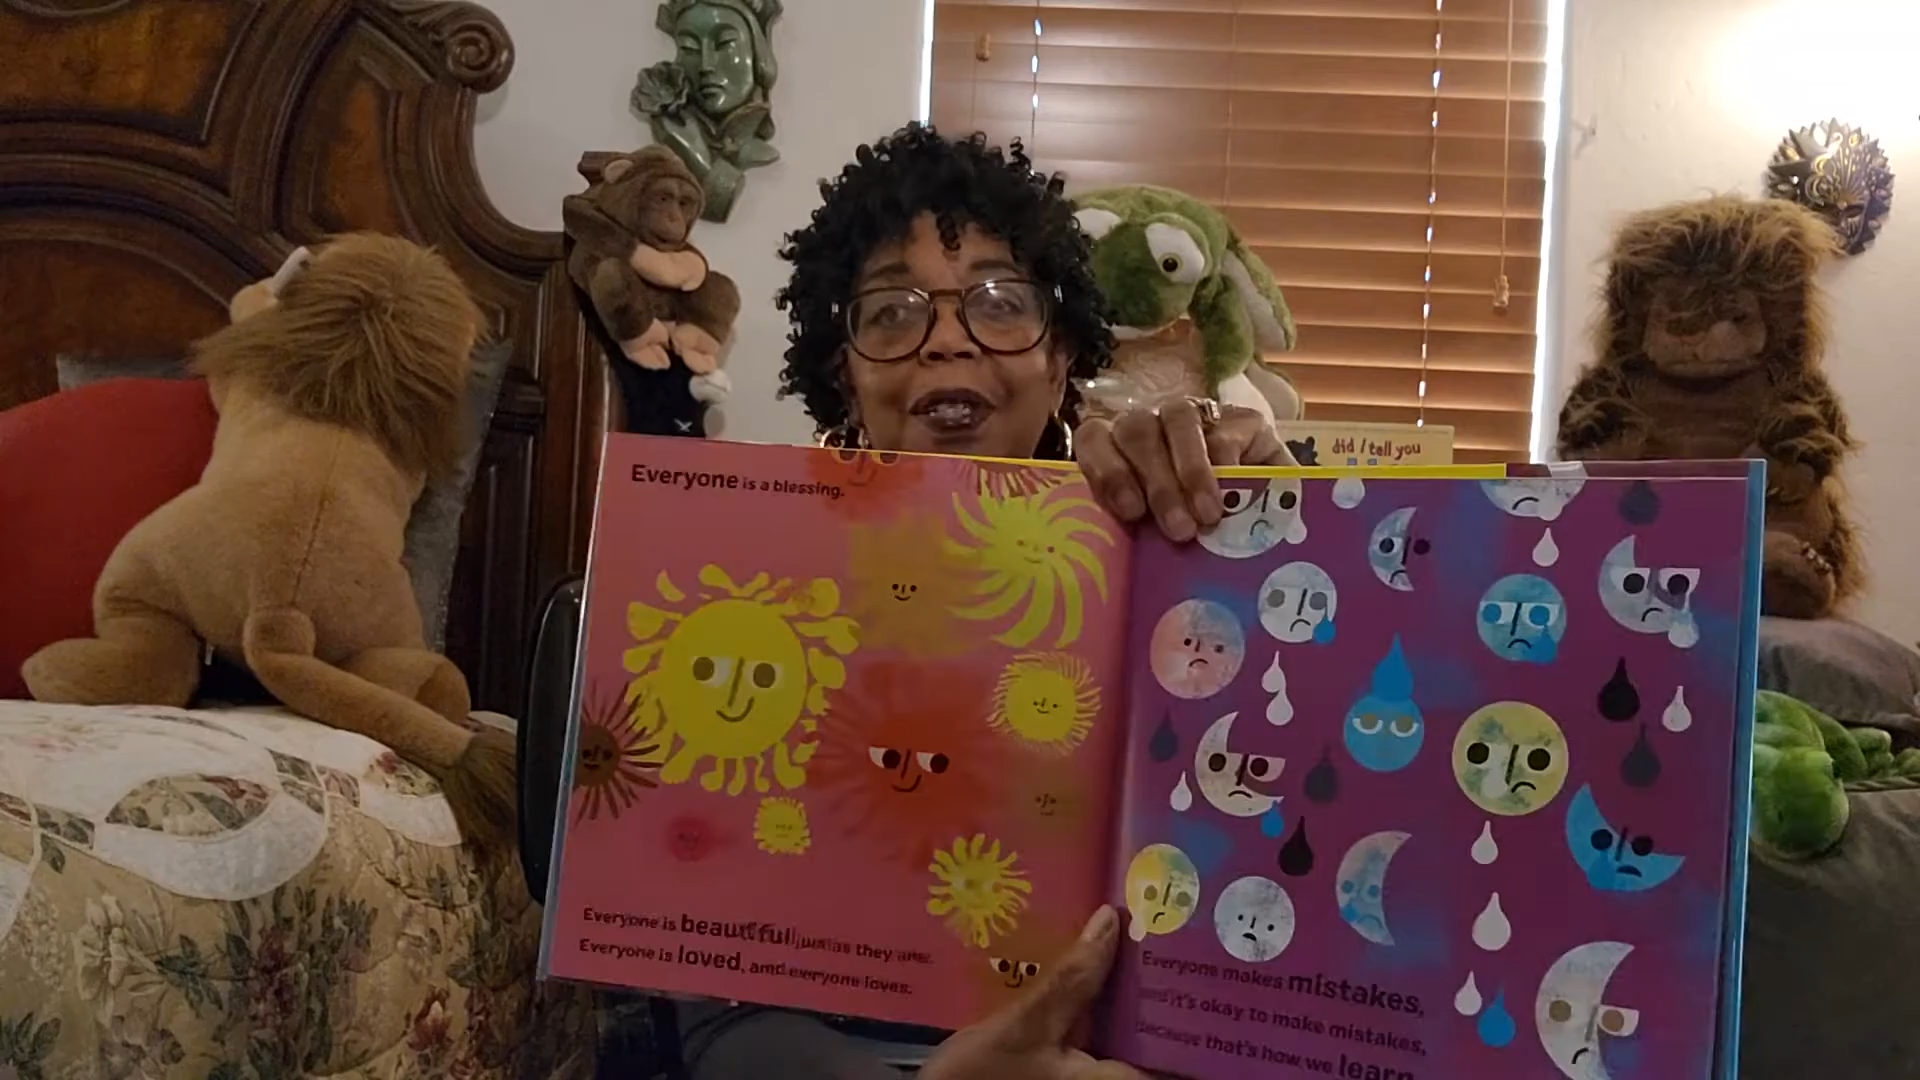 did I tell you
Everyone is a blessing.
Everyone is beautiful, just as they are.
Everyone is loved, and everyone loves.
Everyone makes mistakes,
and it's okay to make mistakes,
because that's how we learn